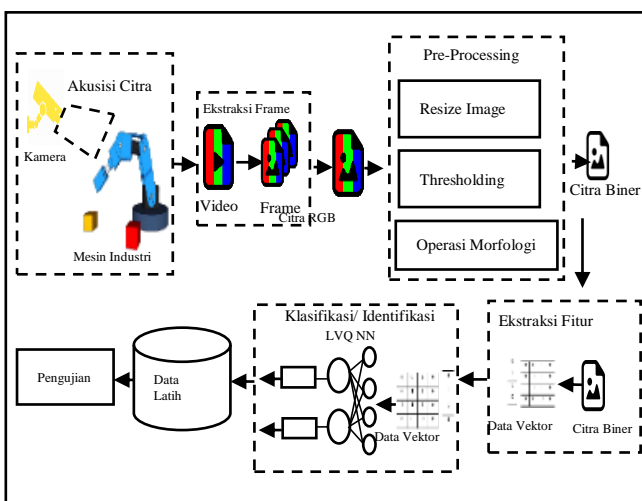 Akusisi Citra
Kamera
Mesin Industri
Ekstraksi Frame
Video
Frame
Citra RGB
Pre-Processing
Resize Image
Thresholding
Operasi Morfologi
Citra Biner
Ekstraksi Fitur
Data Vektor
Citra Biner
Klasifikasi/ Identifikasi
LVQ NN
Data Vektor
Data
Latih
Pengujian